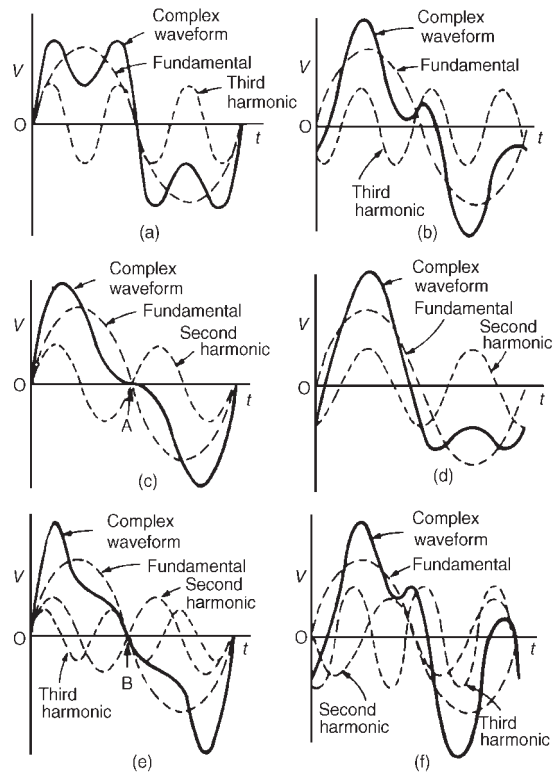 Complex
waveform
Fundamental
Third
harmonic
V
O
t
(a)
Complex
waveform
Fundamental
V
O
t
Third
harmonic
(b)
Complex
waveform
Fundamental
Second
harmonic
V
O
A
t
(c)
Complex
waveform
Fundamental
Second
harmonic
V
O
t
(d)
Complex
waveform
Fundamental
Second
harmonic
V
O
t
Third
harmonic
B
(e)
Complex
waveform
Fundamental
V
O
t
Second
harmonic
Third
harmonic
(f)